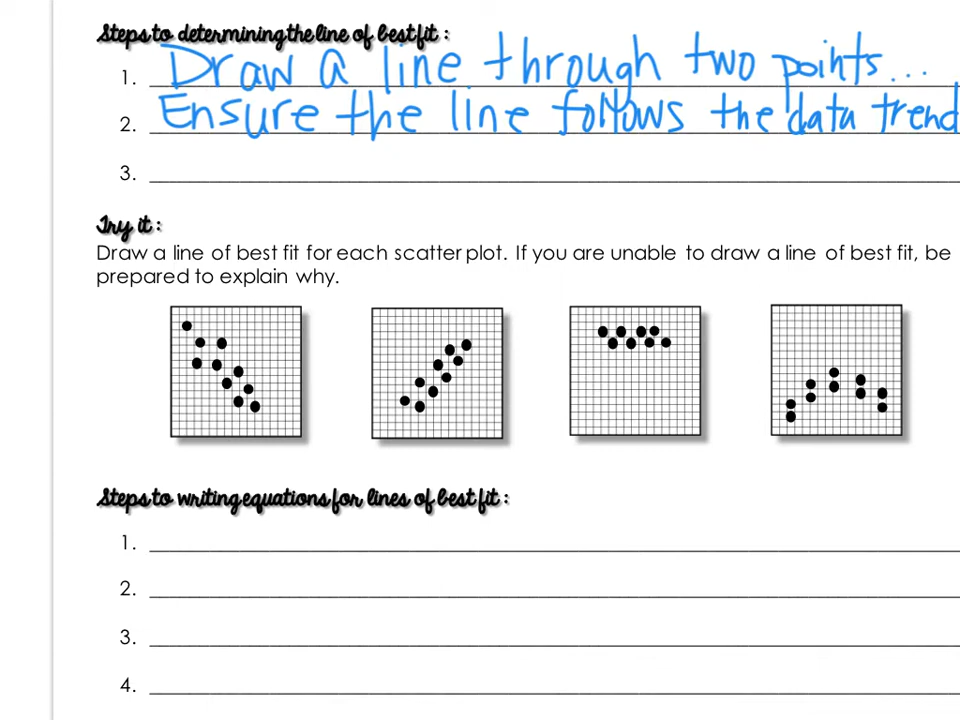 Steps to determining the line of best fit :
1. Draw a line through two points...
2. Ensure the line follows the data trend
3.
Try it :
Draw a line of best fit for each scatter plot. If you are unable to draw a line of best fit, be
prepared to explain why.
Steps to writing equations for lines of best fit :
1.
2.
3.
4.